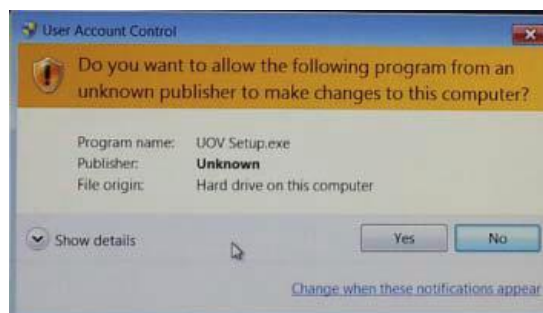 User Account Control
Do you want to allow the following program from an
unknown publisher to make changes to this computer?
Program name: UOV Setup.exe
Publisher: Unknown
File origin: Hard drive on this computer
Show details
Yes
No
Change when these notifications appear